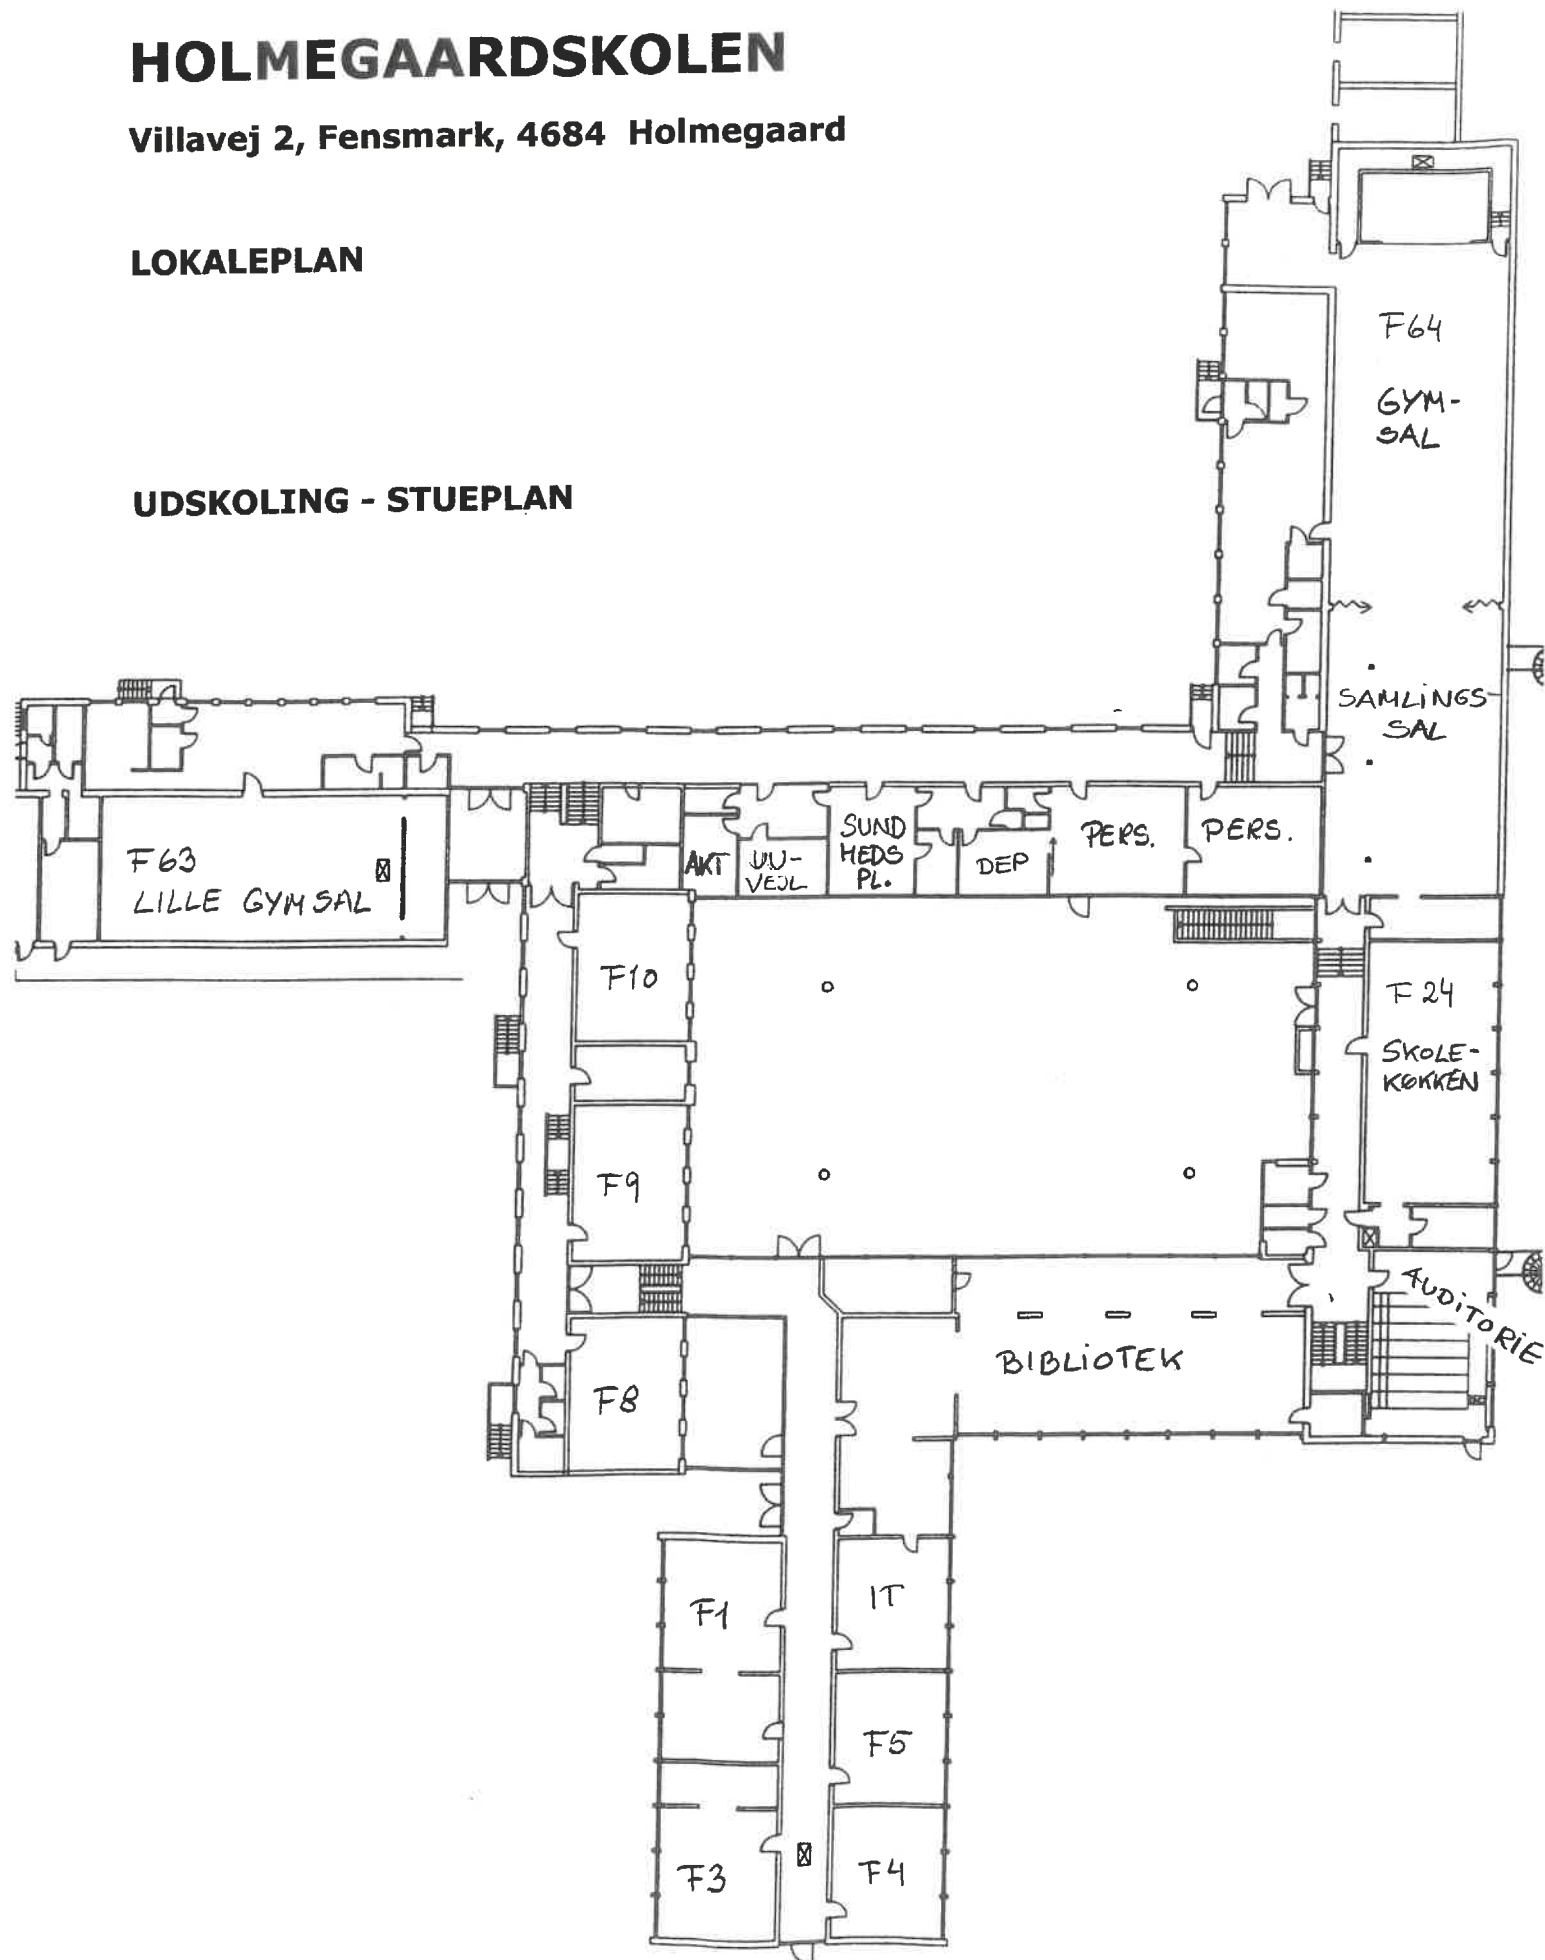 HOLMEGAARDSKOLEN
Villavej 2, Fensmark, 4684 Holmegaard
LOKALEPLAN
UDSKOLING - STUEPLAN
F64
GYM-
SAL
SAMLINGS-
SAL
F63
LILLE GYMSAL
AKT
UU-
VEJL
SUND
HEDS
PL.
DEP
PERS.
PERS.
F10
F24
SKOLE-
KØKKEN
F9
AUDITORIE
BIBLIOTEK
F8
F1
IT
F5
F3
F4